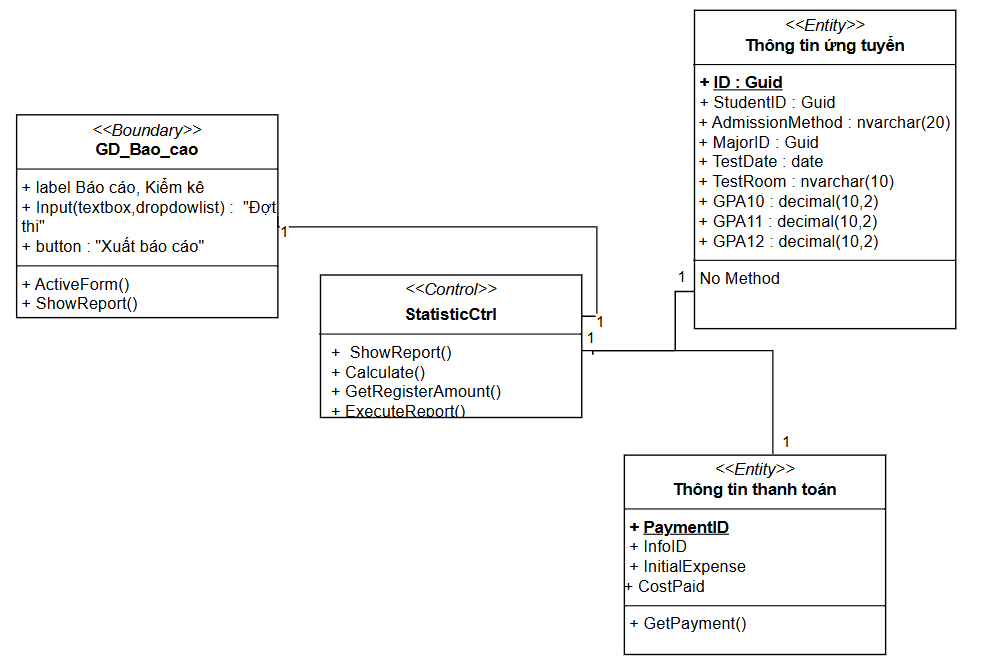 <<Boundary>>
GD_Bao_cao
+ label Báo cáo, Kiểm kê
+ Input(textbox,dropdowlist) : "Đợt
thi"
+ button : "Xuất báo cáo"
+ ActiveForm()
+ ShowReport()
1
<<Control>>
StatisticCtrl
+ ShowReport()
+ Calculate()
+ GetRegisterAmount()
+ ExecuteReport()
1
1
<<Entity>>
Thông tin ứng tuyển
+ ID : Guid
+ StudentID : Guid
+ AdmissionMethod : nvarchar(20)
+ MajorID : Guid
+ TestDate : date
+ TestRoom : nvarchar(10)
+ GPA10 : decimal(10,2)
+ GPA11 : decimal(10,2)
+ GPA12 : decimal(10,2)
1
No Method
1
<<Entity>>
Thông tin thanh toán
+ PaymentID
+ InfoID
+ InitialExpense
+ CostPaid
+ GetPayment()